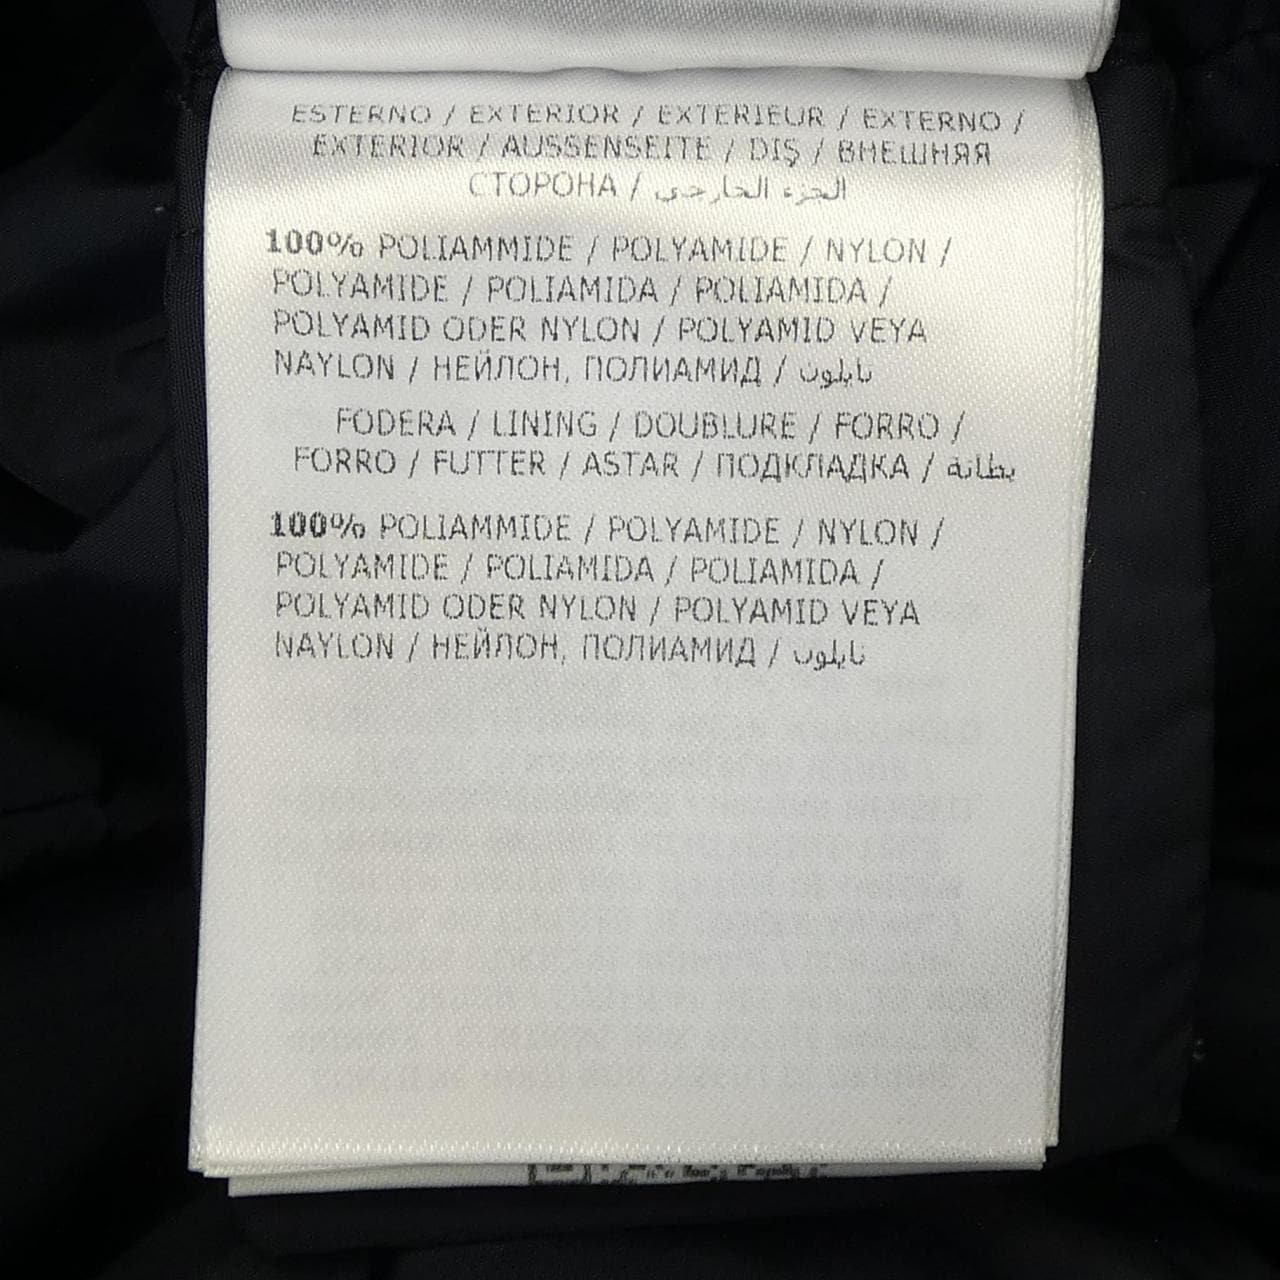 ESTERNO / EXTERIOR / EXTERIEUR / EXTERNO /
EXTERIOR / AUSSENSEITE / DIŞ / ВНЕШНЯЯ
СТОРОНА / الجزء الخارجي
100% POLIAMMIDE / POLYAMIDE / NYLON /
POLYAMIDE / POLIAMIDA / POLIAMIDA /
POLYAMID ODER NYLON / POLYAMID VEYA
NAYLON / НЕЙЛОН, ПОЛИАМИД / نايلون
FODERA / LINING / DOUBLURE / FORRO /
FORRO / FUTTER / ASTAR / ПОДКЛАДКА / بطانة
100% POLIAMMIDE / POLYAMIDE / NYLON /
POLYAMIDE / POLIAMIDA / POLIAMIDA /
POLYAMID ODER NYLON / POLYAMID VEYA
NAYLON / НЕЙЛОН, ПОЛИАМИД / نايلون